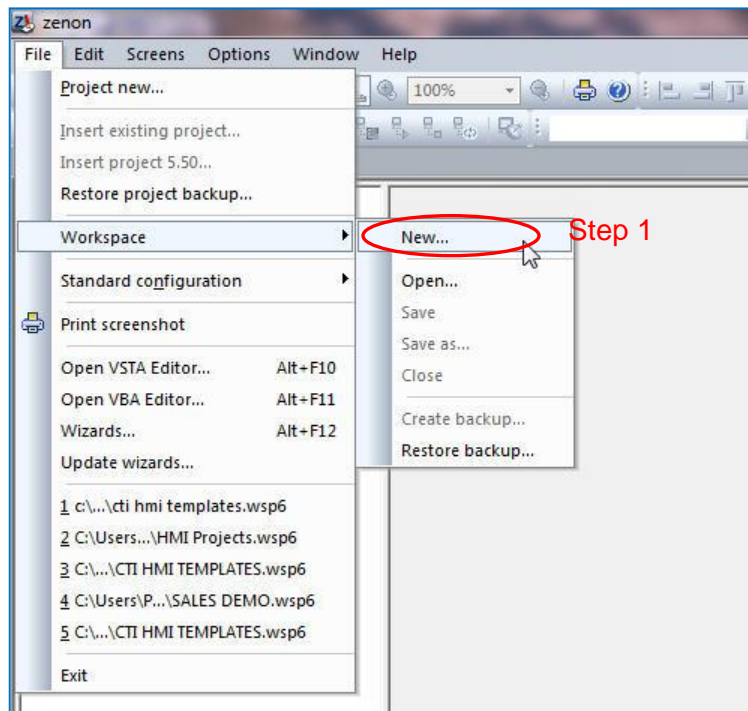 zenon
File Edit Screens Options Window Help
100%
Project new...
Insert existing project...
Insert project 5.50...
Restore project backup...
Workspace
Standard configuration
Print screenshot
Open VSTA Editor... Alt+F10
Open VBA Editor... Alt+F11
Wizards... Alt+F12
Update wizards...
1 c:\...\cti hmi templates.wsp6
2 C:\Users...\HMI Projects.wsp6
3 C:\...\CTI HMI TEMPLATES.wsp6
4 C:\Users\P...\SALES DEMO.wsp6
5 C:\...\CTI HMI TEMPLATES.wsp6
Exit
New...
Open...
Save
Save as...
Close
Create backup...
Restore backup...
Step 1